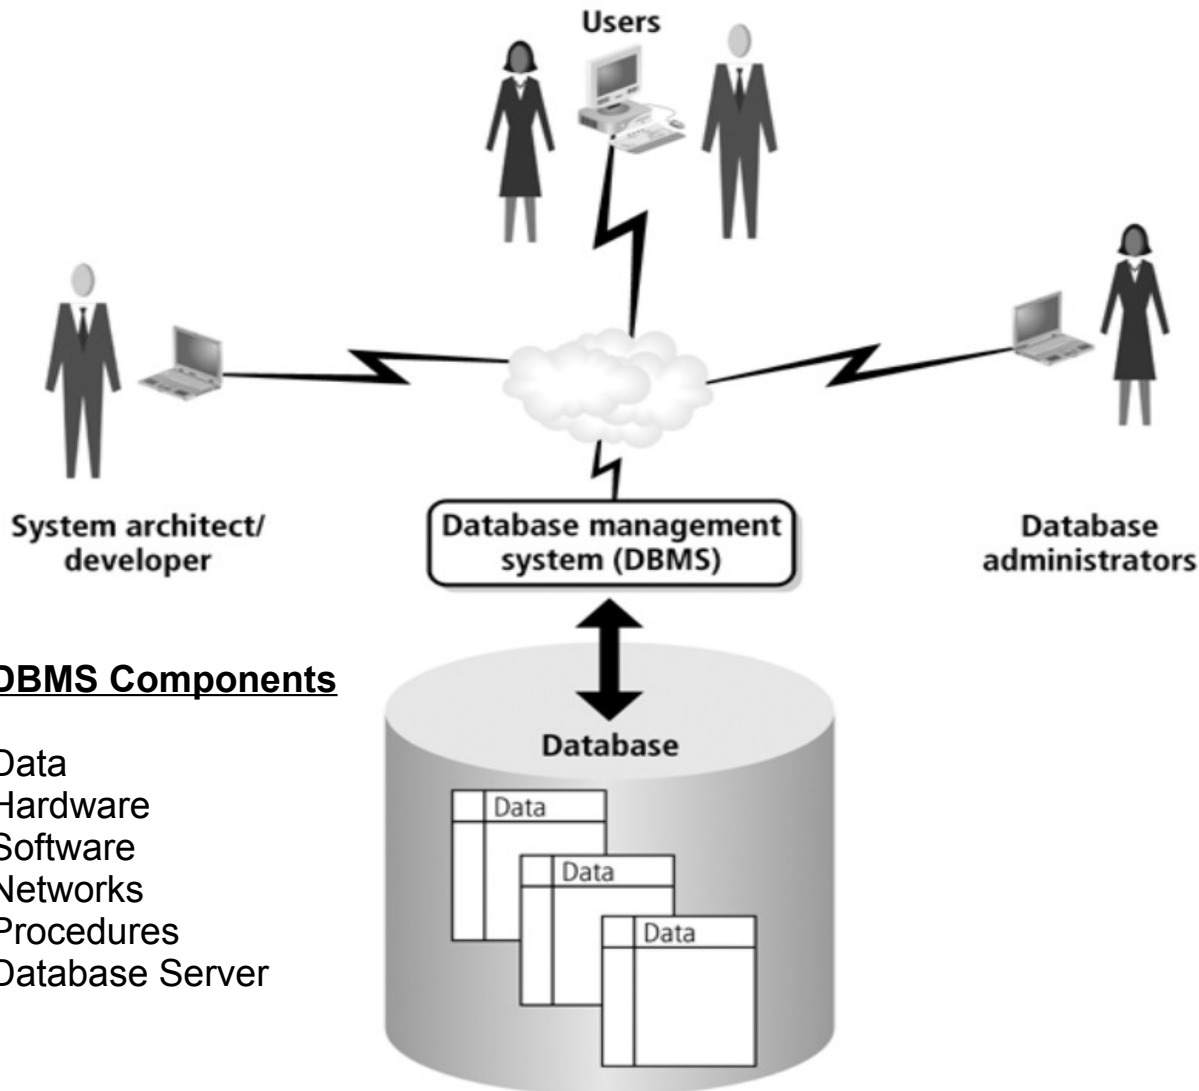 Users
System architect/
developer
Database management
system (DBMS)
Database
administrators
DBMS Components
Data
Hardware
Software
Networks
Procedures
Database Server
Database
Data
Data
Data